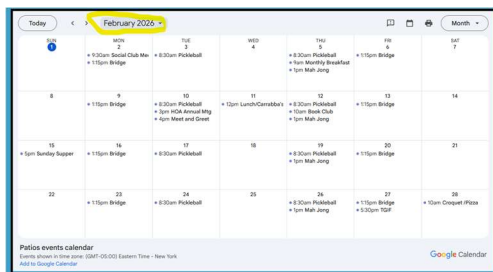 Today
February 2026
Month
SUN
MON
TUE
WED
THU
FRI
SAT
1
2
3
4
5
6
7
9:30am Social Club Mee
8:30am Pickleball
8:30am Pickleball
1:15pm Bridge
1:15pm Bridge
9am Monthly Breakfast
1pm Mah Jong
8
9
10
11
12
13
14
1:15pm Bridge
8:30am Pickleball
12pm Lunch/Carrabba's
8:30am Pickleball
1:15pm Bridge
3pm HOA Annual Mtg
10am Book Club
4pm Meet and Greet
1pm Mah Jong
15
16
17
18
19
20
21
5pm Sunday Supper
1:15pm Bridge
8:30am Pickleball
8:30am Pickleball
1:15pm Bridge
1pm Mah Jong
22
23
24
25
26
27
28
1:15pm Bridge
8:30am Pickleball
8:30am Pickleball
1:15pm Bridge
10am Croquet /Pizza
1pm Mah Jong
5:30pm TGIF
Patios events calendar
Events shown in time zone: (GMT-05:00) Eastern Time - New York
Add to Google Calendar
Google Calendar